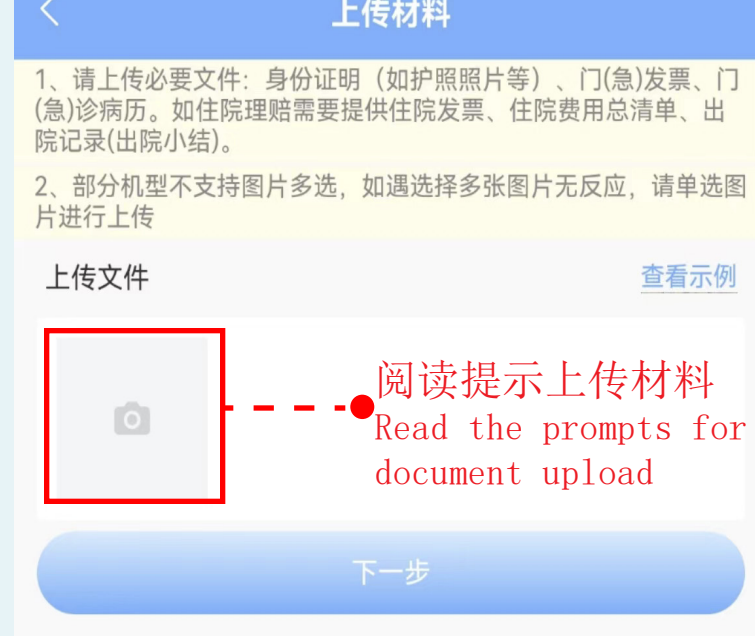 上传材料
1、请上传必要文件：身份证明（如护照照片等）、门(急)发票、门
(急)诊病历。如住院理赔需要提供住院发票、住院费用总清单、出
院记录(出院小结)。
2、部分机型不支持图片多选，如遇选择多张图片无反应，请单选图
片进行上传
上传文件
查看示例
阅读提示上传材料
Read the prompts for
document upload
下一步